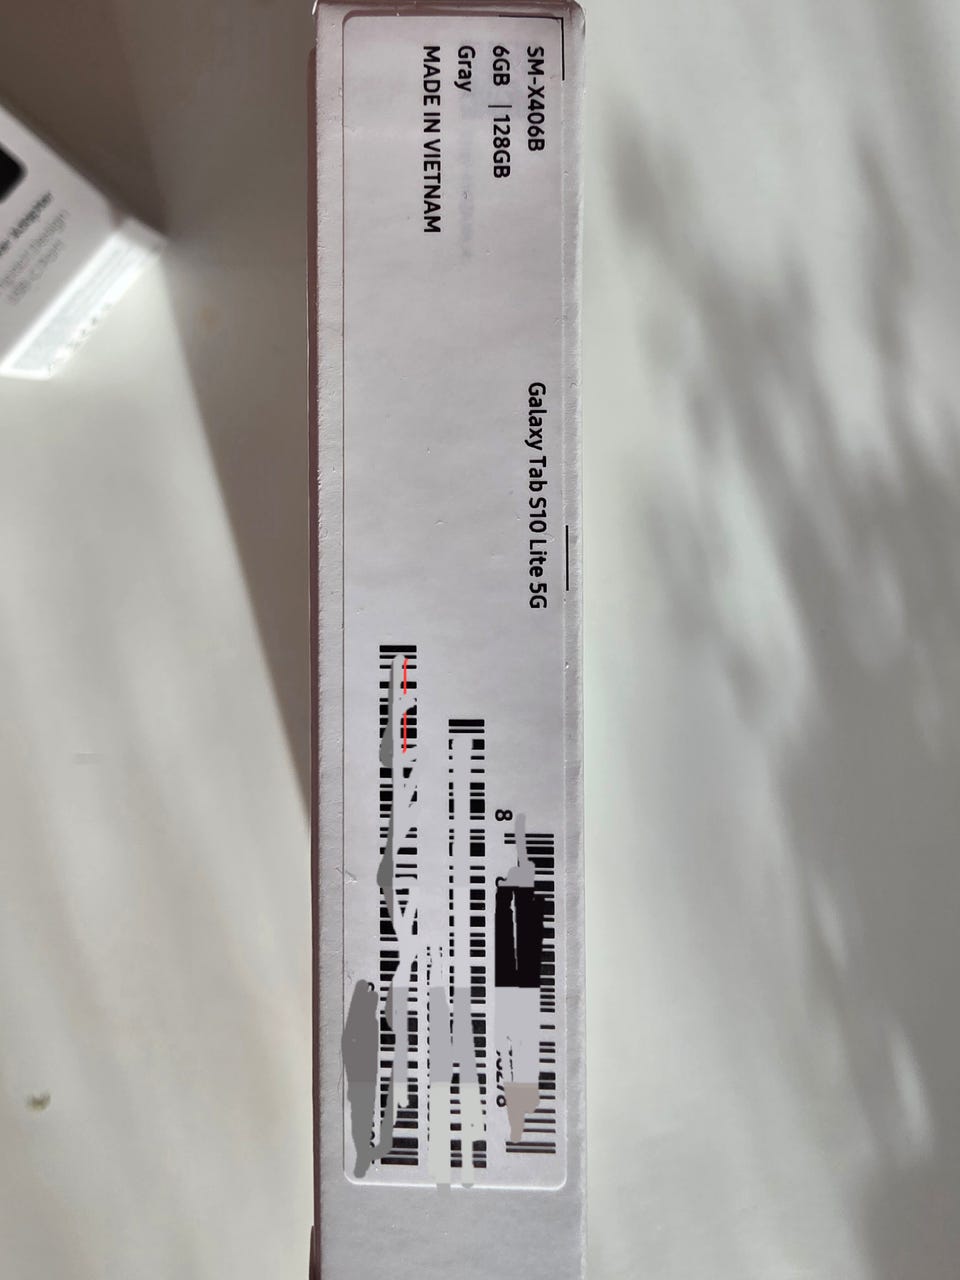 SM-X406B
6GB | 128GB
Gray
MADE IN VIETNAM
Galaxy Tab S10 Lite 5G
8